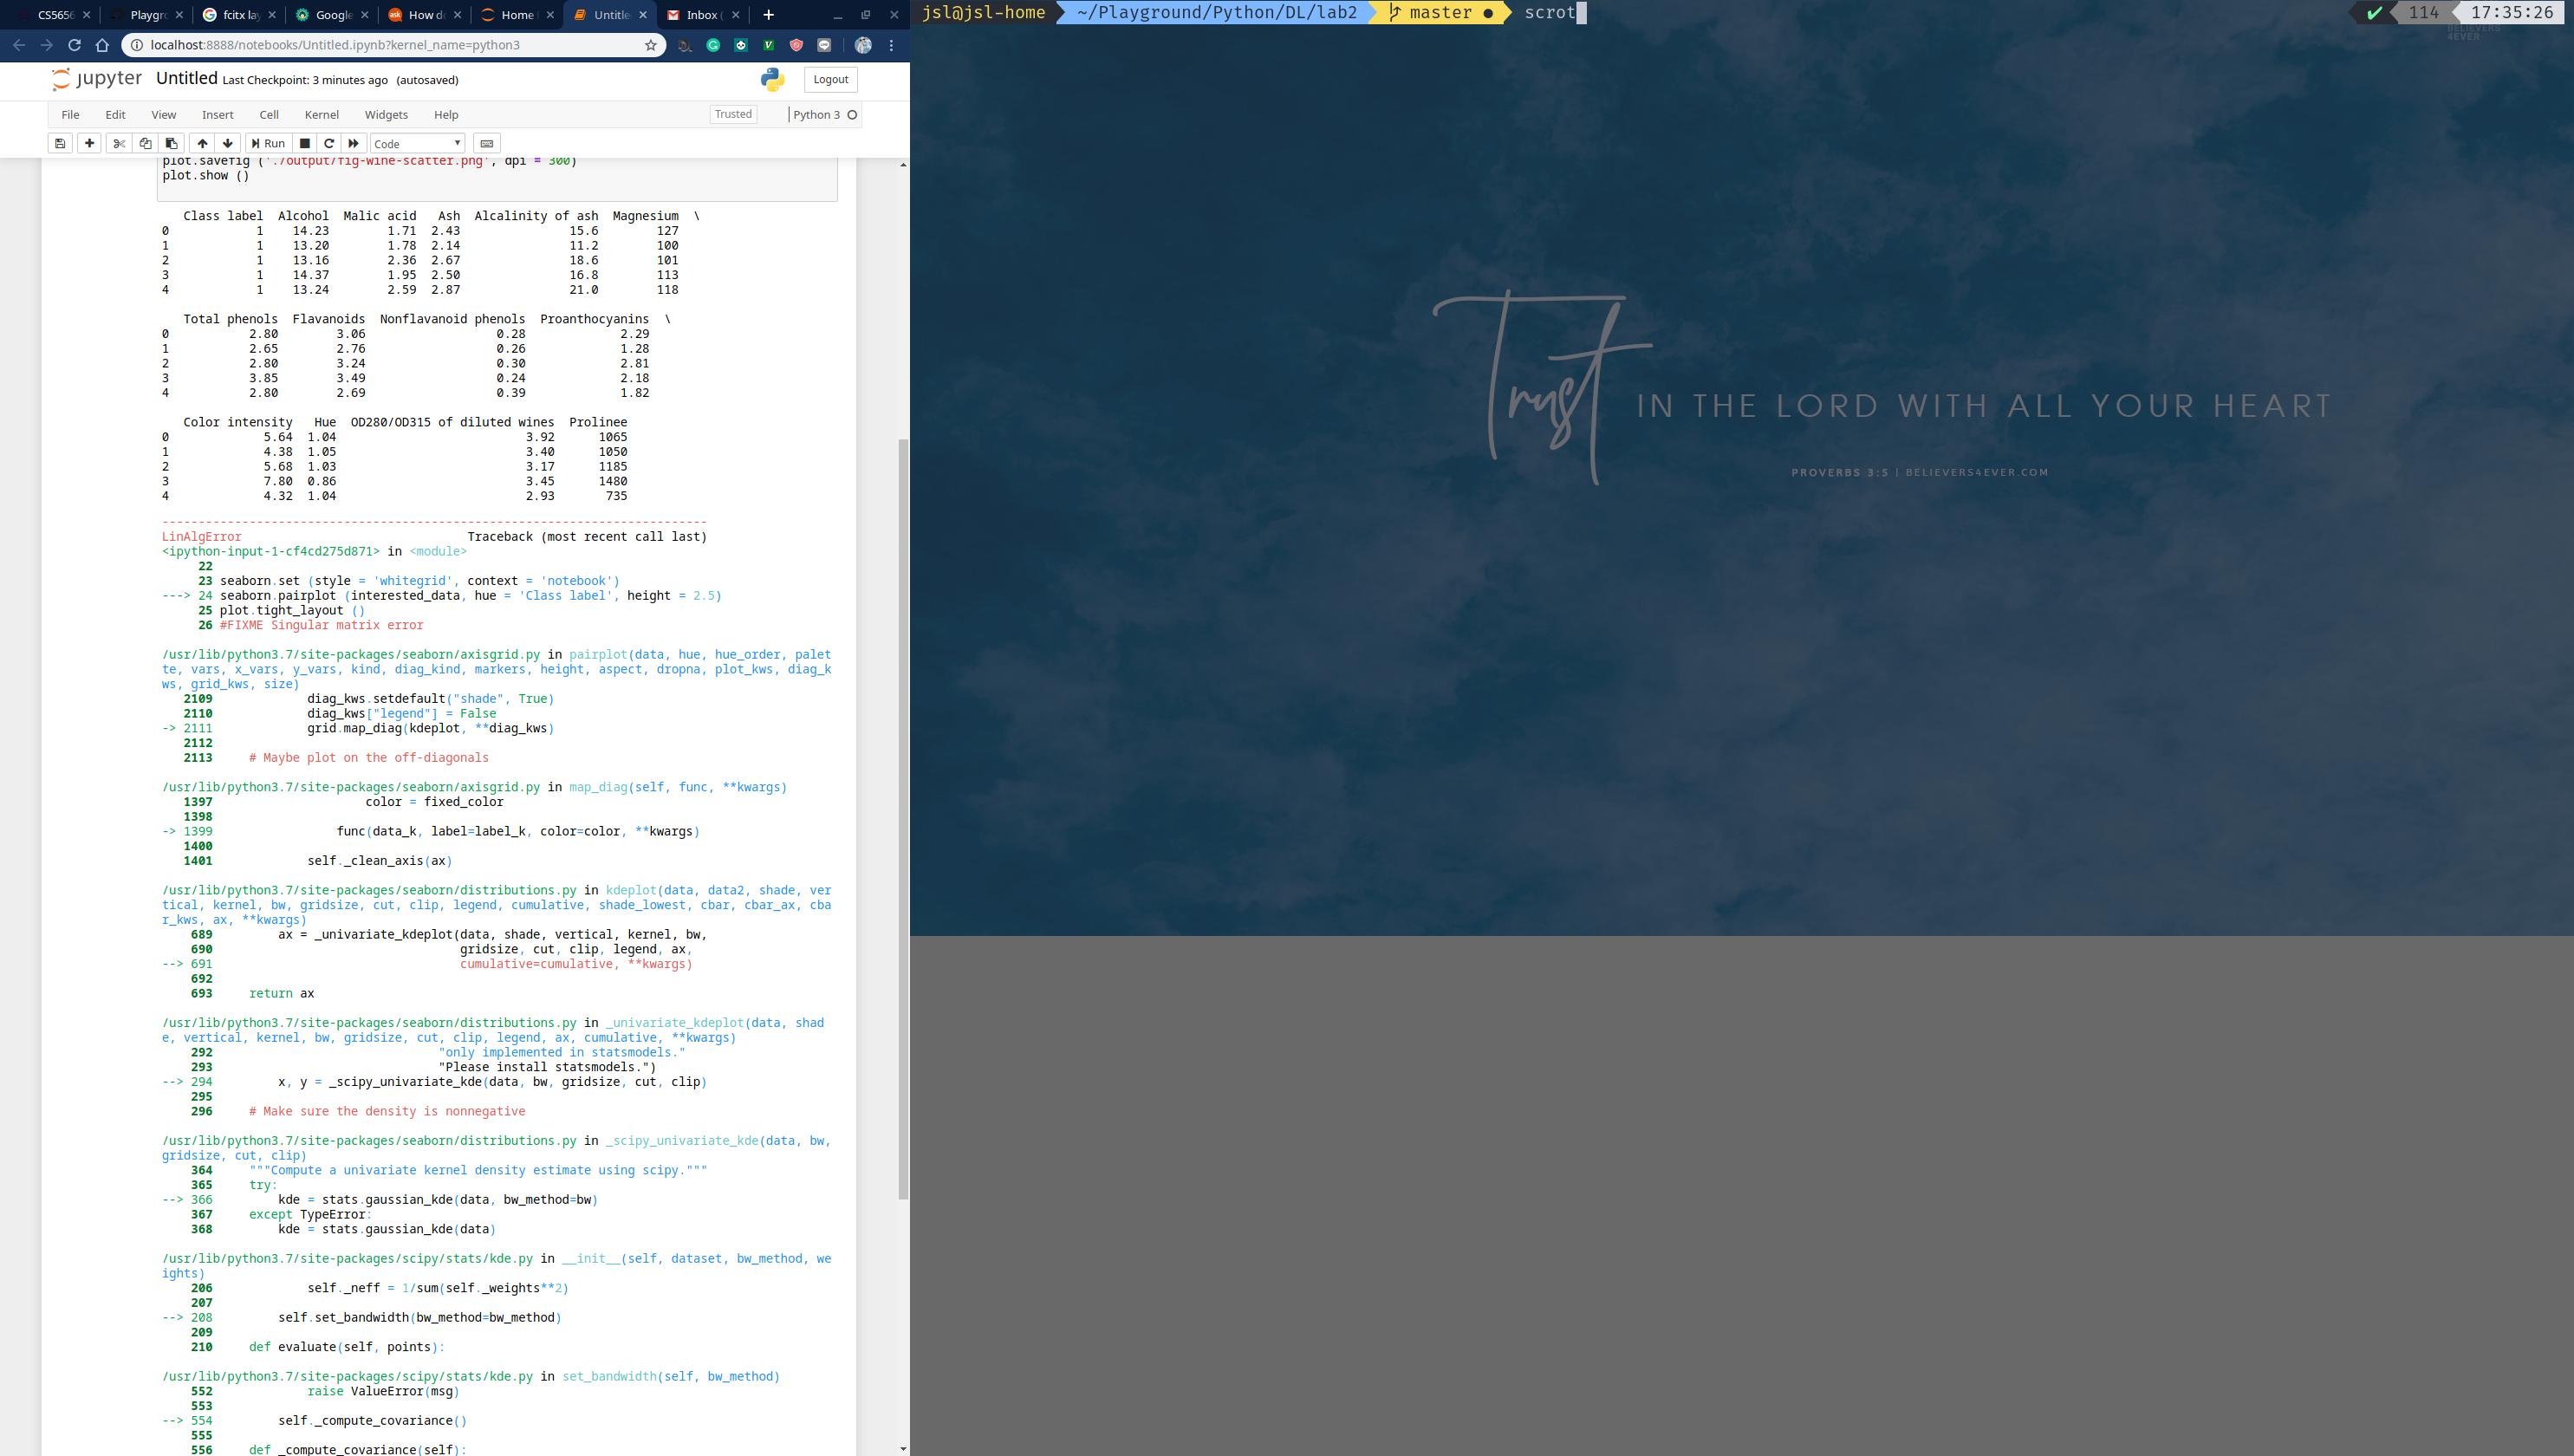 CS5656
Playgro
fcitx lay
Google
How do
Home
Untitle
Inbox (
localhost:8888/notebooks/Untitled.ipynb?kernel_name=python3
jupyter Untitled Last Checkpoint: 3 minutes ago (autosaved)
Logout
File Edit View Insert Cell Kernel Widgets Help
Trusted
Python 3
Run
Code
plot.savefig ('./output/fig-wine-scatter.png', dpi = 300)
plot.show ()
Class label Alcohol Malic acid Ash Alcalinity of ash Magnesium \
0 1 14.23 1.71 2.43 15.6 127
1 1 13.20 1.78 2.14 11.2 100
2 1 13.16 2.36 2.67 18.6 101
3 1 14.37 1.95 2.50 16.8 113
4 1 13.24 2.59 2.87 21.0 118
Total phenols Flavanoids Nonflavanoid phenols Proanthocyanins \
0 2.80 3.06 0.28 2.29
1 2.65 2.76 0.26 1.28
2 2.80 3.24 0.30 2.81
3 3.85 3.49 0.24 2.18
4 2.80 2.69 0.39 1.82
Color intensity Hue OD280/OD315 of diluted wines Prolinee
0 5.64 1.04 3.92 1065
1 4.38 1.05 3.40 1050
2 5.68 1.03 3.17 1185
3 7.80 0.86 3.45 1480
4 4.32 1.04 2.93 735
---------------------------------------------------------------------------
LinAlgError Traceback (most recent call last)
<ipython-input-1-cf4cd275d871> in <module>
22
23 seaborn.set (style = 'whitegrid', context = 'notebook')
---> 24 seaborn.pairplot (interested_data, hue = 'Class label', height = 2.5)
25 plot.tight_layout ()
26 #FIXME Singular matrix error
/usr/lib/python3.7/site-packages/seaborn/axisgrid.py in pairplot(data, hue, hue_order, palet
te, vars, x_vars, y_vars, kind, diag_kind, markers, height, aspect, dropna, plot_kws, diag_k
ws, grid_kws, size)
2109 diag_kws.setdefault("shade", True)
2110 diag_kws["legend"] = False
-> 2111 grid.map_diag(kdeplot, **diag_kws)
2112
2113 # Maybe plot on the off-diagonals
/usr/lib/python3.7/site-packages/seaborn/axisgrid.py in map_diag(self, func, **kwargs)
1397 color = fixed_color
1398
-> 1399 func(data_k, label=label_k, color=color, **kwargs)
1400
1401 self._clean_axis(ax)
/usr/lib/python3.7/site-packages/seaborn/distributions.py in kdeplot(data, data2, shade, ver
tical, kernel, bw, gridsize, cut, clip, legend, cumulative, shade_lowest, cbar, cbar_ax, cba
r_kws, ax, **kwargs)
689 ax = _univariate_kdeplot(data, shade, vertical, kernel, bw,
690 gridsize, cut, clip, legend, ax,
--> 691 cumulative=cumulative, **kwargs)
692
693 return ax
/usr/lib/python3.7/site-packages/seaborn/distributions.py in _univariate_kdeplot(data, shad
e, vertical, kernel, bw, gridsize, cut, clip, legend, ax, cumulative, **kwargs)
292 "only implemented in statsmodels."
293 "Please install statsmodels.")
--> 294 x, y = _scipy_univariate_kde(data, bw, gridsize, cut, clip)
295
296 # Make sure the density is nonnegative
/usr/lib/python3.7/site-packages/seaborn/distributions.py in _scipy_univariate_kde(data, bw,
gridsize, cut, clip)
364 """Compute a univariate kernel density estimate using scipy."""
365 try:
--> 366 kde = stats.gaussian_kde(data, bw_method=bw)
367 except TypeError:
368 kde = stats.gaussian_kde(data)
/usr/lib/python3.7/site-packages/scipy/stats/kde.py in __init__(self, dataset, bw_method, we
ights)
206 self._neff = 1/sum(self._weights**2)
207
--> 208 self.set_bandwidth(bw_method=bw_method)
209
210 def evaluate(self, points):
/usr/lib/python3.7/site-packages/scipy/stats/kde.py in set_bandwidth(self, bw_method)
552 raise ValueError(msg)
553
--> 554 self._compute_covariance()
555
556 def _compute_covariance(self):
jsl@jsl-home ~/Playground/Python/DL/lab2 master ● scrot
✔ 114 17:35:26
BELIEVERS
4EVER
Trust IN THE LORD WITH ALL YOUR HEART
PROVERBS 3:5 | BELIEVERS4EVER.COM